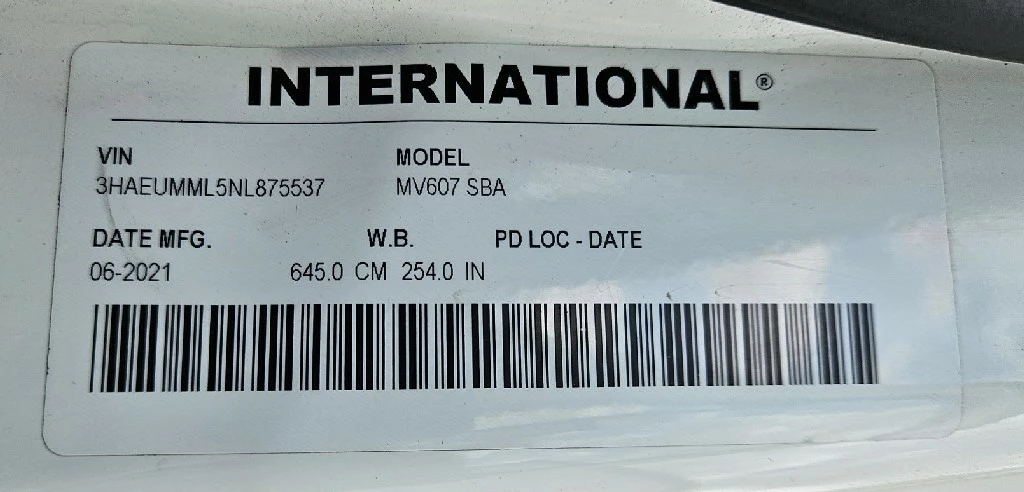 INTERNATIONAL®
VIN MODEL
3HAEUMML5NL875537 MV607 SBA
DATE MFG. W.B. PD LOC - DATE
06-2021 645.0 CM 254.0 IN